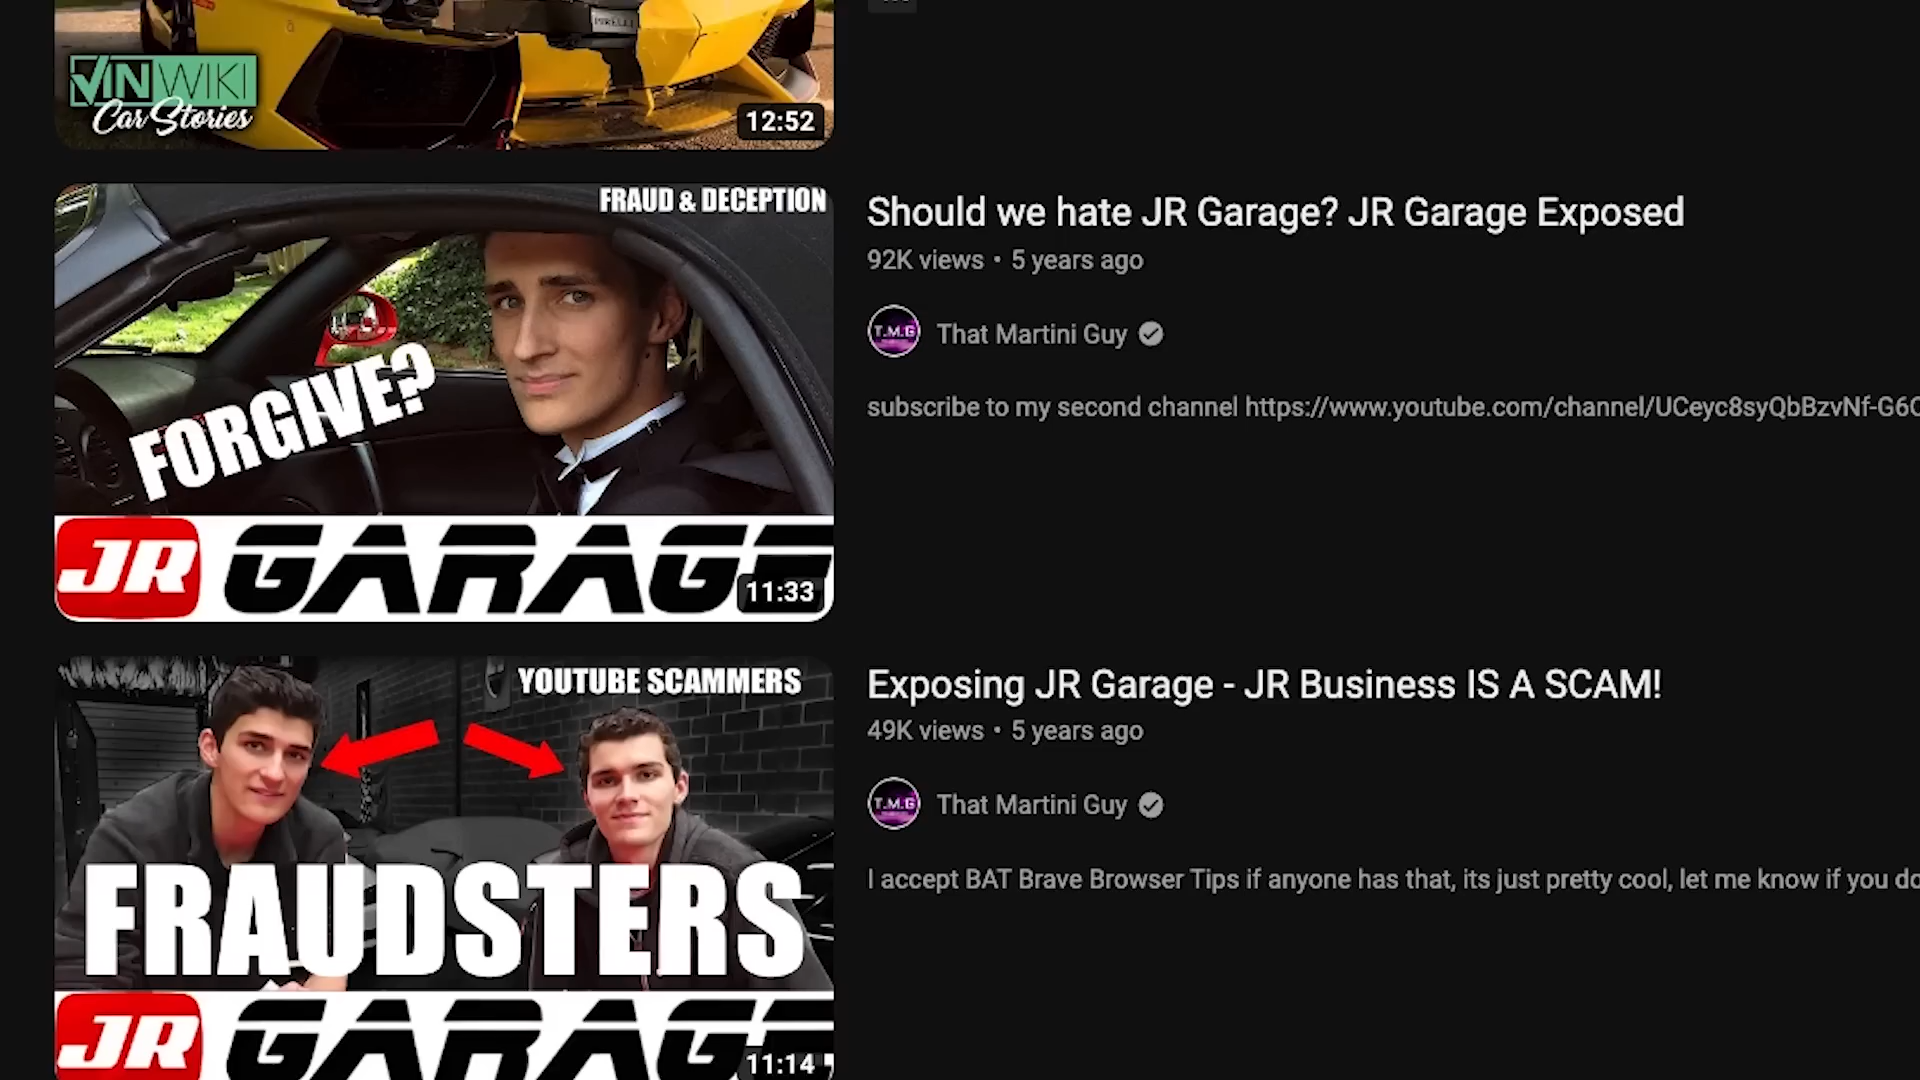 PIRELLI
VINWIKI
Car Stories
12:52
FRAUD & DECEPTION
FORGIVE?
JR GARAGE
11:33
Should we hate JR Garage? JR Garage Exposed
92K views • 5 years ago
T.M.G
That Martini Guy
subscribe to my second channel https://www.youtube.com/channel/UCeyc8syQbBzvNf-G6C
YOUTUBE SCAMMERS
FRAUDSTERS
JR GARAGE
11:14
Exposing JR Garage - JR Business IS A SCAM!
49K views • 5 years ago
T.M.G
That Martini Guy
I accept BAT Brave Browser Tips if anyone has that, its just pretty cool, let me know if you do